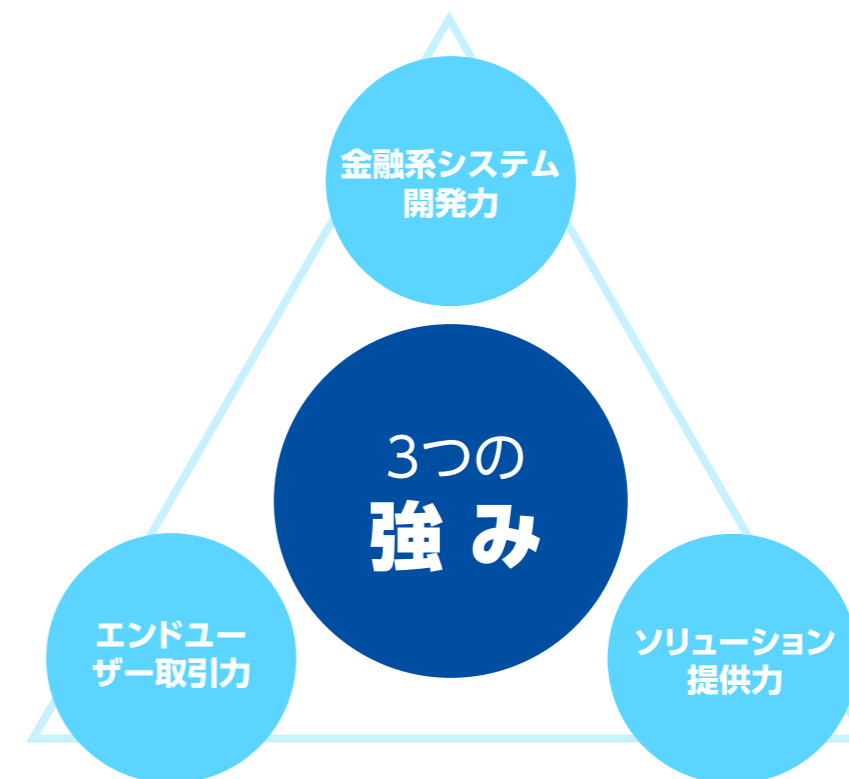 金融系システム
開発力
3つの
強み
エンドユー
ザー取引力
ソリューション
提供力